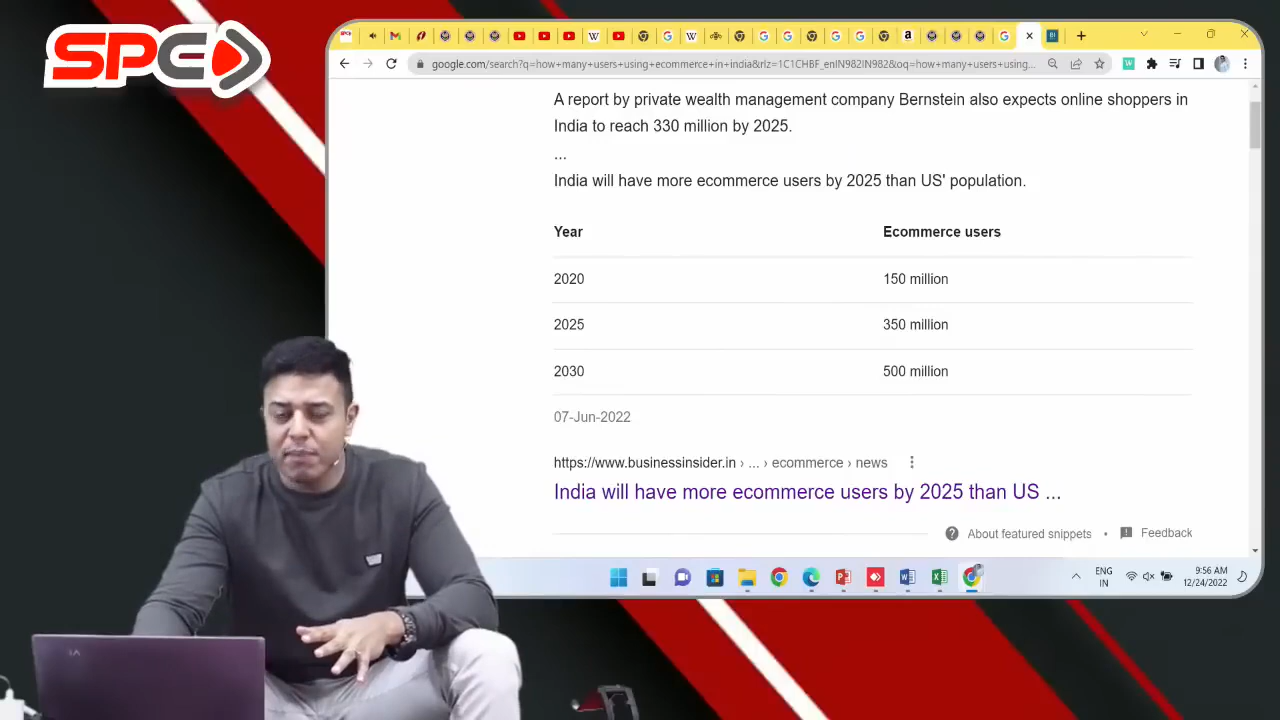 SPE
google.com/search?q=how+many+users+using+ecommerce+in+india&riz=1C1CHBF_enIN982IN982&oq=how+many+users+using...
A report by private wealth management company Bernstein also expects online shoppers in
India to reach 330 million by 2025.
...
India will have more ecommerce users by 2025 than US' population.
Year Ecommerce users
2020 150 million
2025 350 million
2030 500 million
07-Jun-2022
https://www.businessinsider.in › ... › ecommerce › news
India will have more ecommerce users by 2025 than US ...
About featured snippets • Feedback
ENG
IN
9:56 AM
12/24/2022